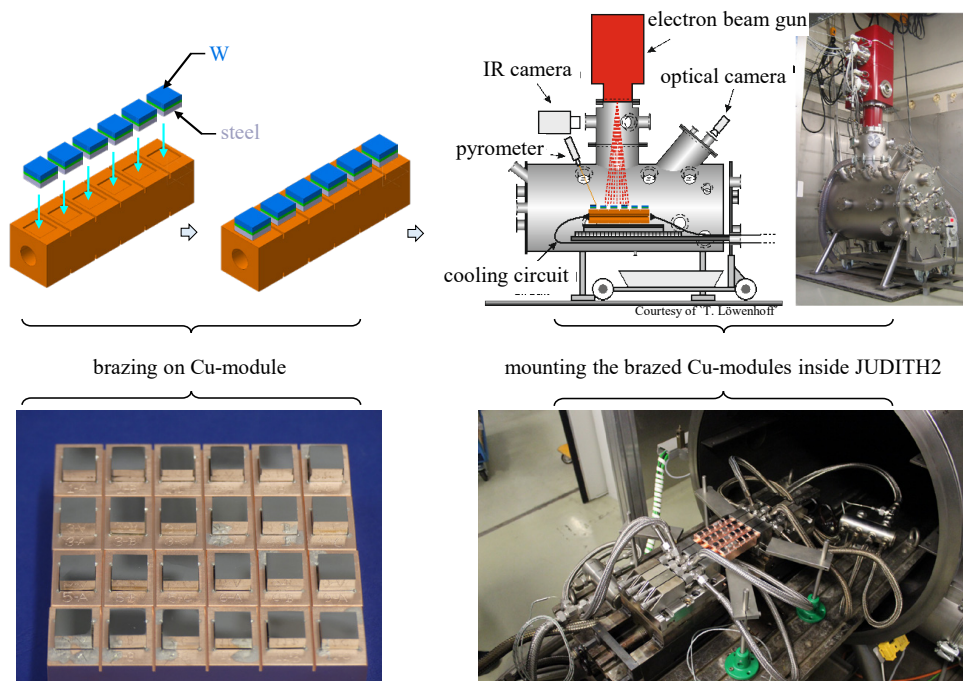 W
steel
electron beam gun
IR camera
optical camera
pyrometer
cooling circuit
Courtesy of T. Löwenhoff
brazing on Cu-module
mounting the brazed Cu-modules inside JUDITH2